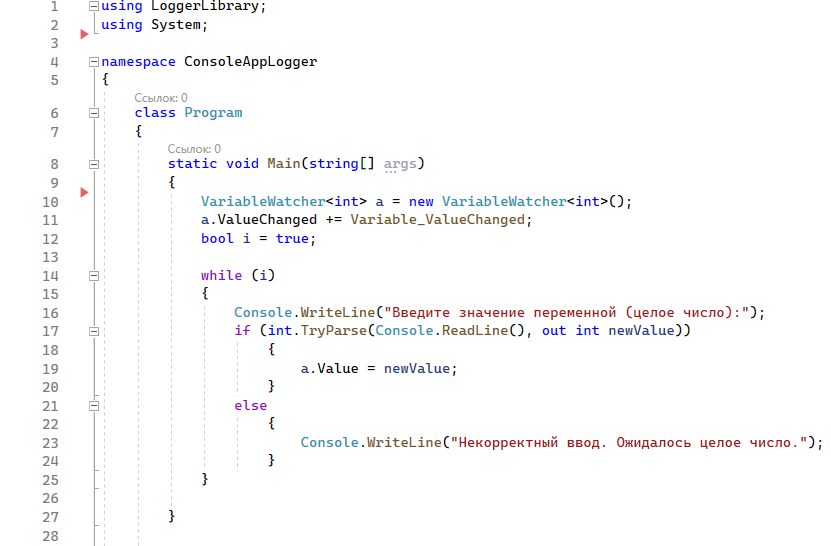 1 using LoggerLibrary;
2 using System;
3
4 namespace ConsoleAppLogger
5 {
Ссылок: 0
6 class Program
7 {
Ссылок: 0
8 static void Main(string[] args)
9 {
10 VariableWatcher<int> a = new VariableWatcher<int>();
11 a.ValueChanged += Variable_ValueChanged;
12 bool i = true;
13
14 while (i)
15 {
16 Console.WriteLine("Введите значение переменной (целое число):");
17 if (int.TryParse(Console.ReadLine(), out int newValue))
18 {
19 a.Value = newValue;
20 }
21 else
22 {
23 Console.WriteLine("Некорректный ввод. Ожидалось целое число.");
24 }
25 }
26
27 }
28